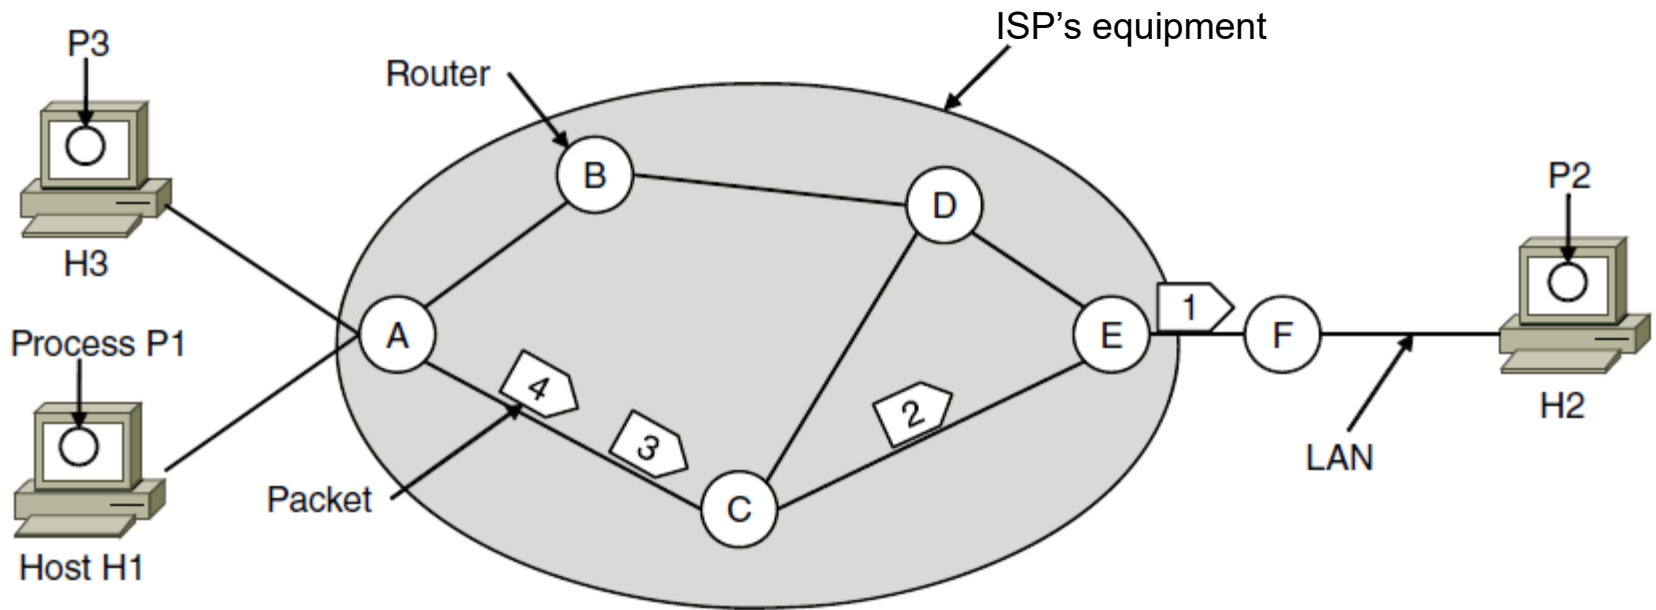 ISP’s equipment
P3
Router
B
P2
D
H3
1
A
E
F
Process P1
4
2
H2
3
LAN
Packet
C
Host H1